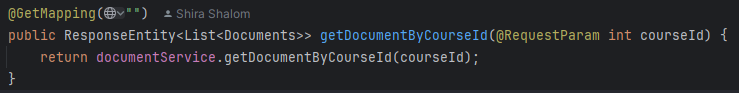 @GetMapping("") Shira Shalom
public ResponseEntity<List<Documents>> getDocumentByCourseId(@RequestParam int courseId) {
    return documentService.getDocumentByCourseId(courseId);
}